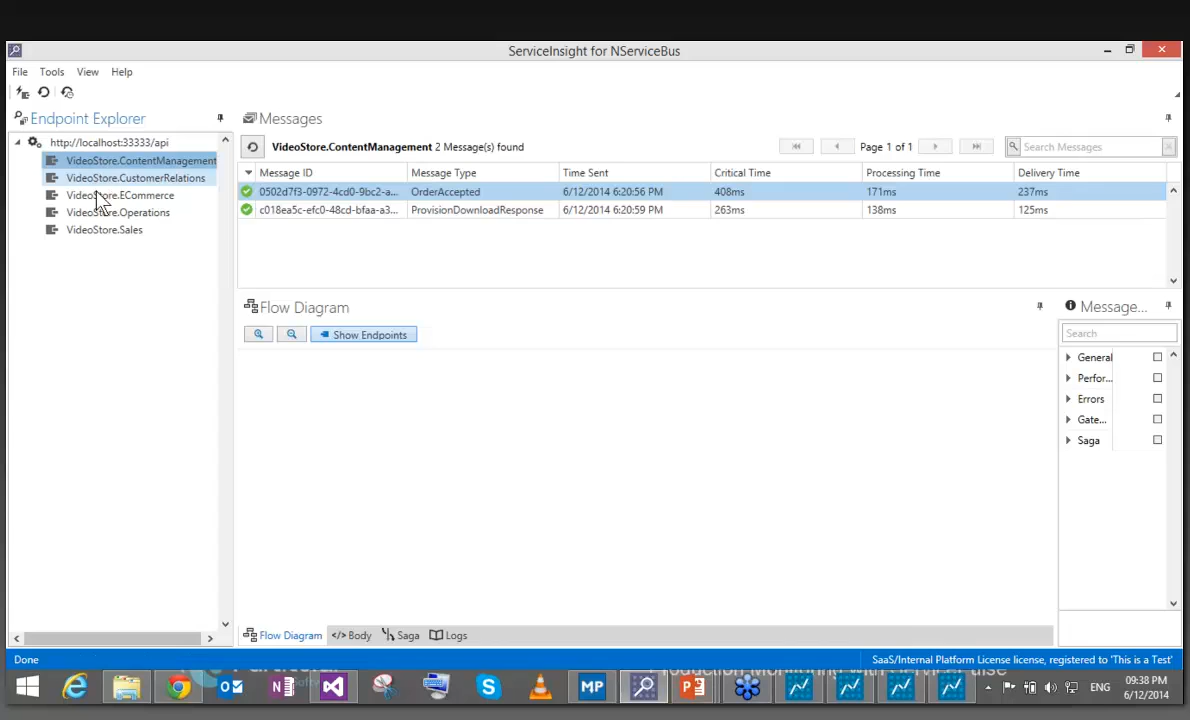 ServiceInsight for NServiceBus
File Tools View Help
Endpoint Explorer
http://localhost:33333/api
VideoStore.ContentManagement
VideoStore.CustomerRelations
VideoStore.ECommerce
VideoStore.Operations
VideoStore.Sales
Messages
VideoStore.ContentManagement 2 Message(s) found
Page 1 of 1
Search Messages
Message ID Message Type Time Sent Critical Time Processing Time Delivery Time
0502d7f3-0972-4cd0-9bc2-a... OrderAccepted 6/12/2014 6:20:56 PM 408ms 171ms 237ms
c018ea5c-efc0-48cd-bfaa-a3... ProvisionDownloadResponse 6/12/2014 6:20:59 PM 263ms 138ms 125ms
Flow Diagram
Show Endpoints
Message...
Search
General
Perfor...
Errors
Gate...
Saga
Flow Diagram </> Body Saga Logs
Done
SaaS/Internal Platform License license, registered to 'This is a Test'
MP
ENG
09:38 PM
6/12/2014